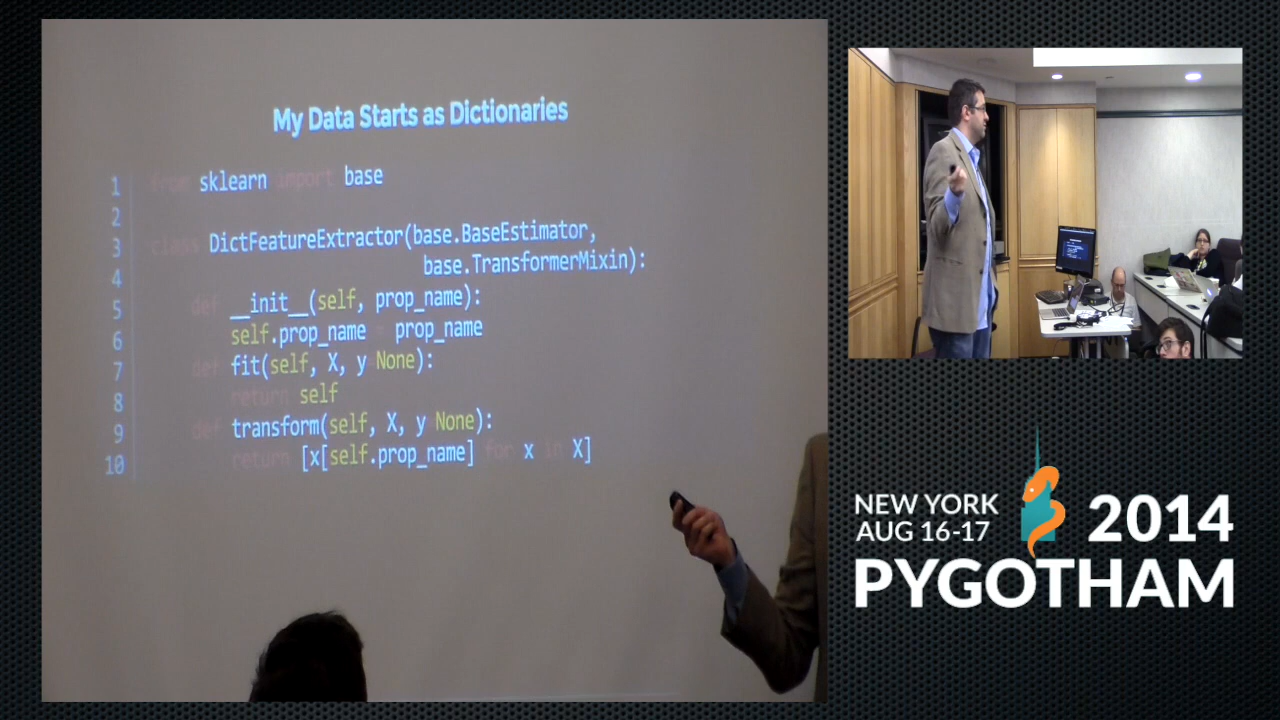 My Data Starts as Dictionaries
1 from sklearn import base
2
3 class DictFeatureExtractor(base.BaseEstimator,
4 base.TransformerMixin):
5 def __init__(self, prop_name):
6 self.prop_name prop_name
7 def fit(self, X, y None):
8 return self
9 def transform(self, X, y None):
10 return [x[self.prop_name] for x in X]
NEW YORK
AUG 16-17
2014
PYGOTHAM